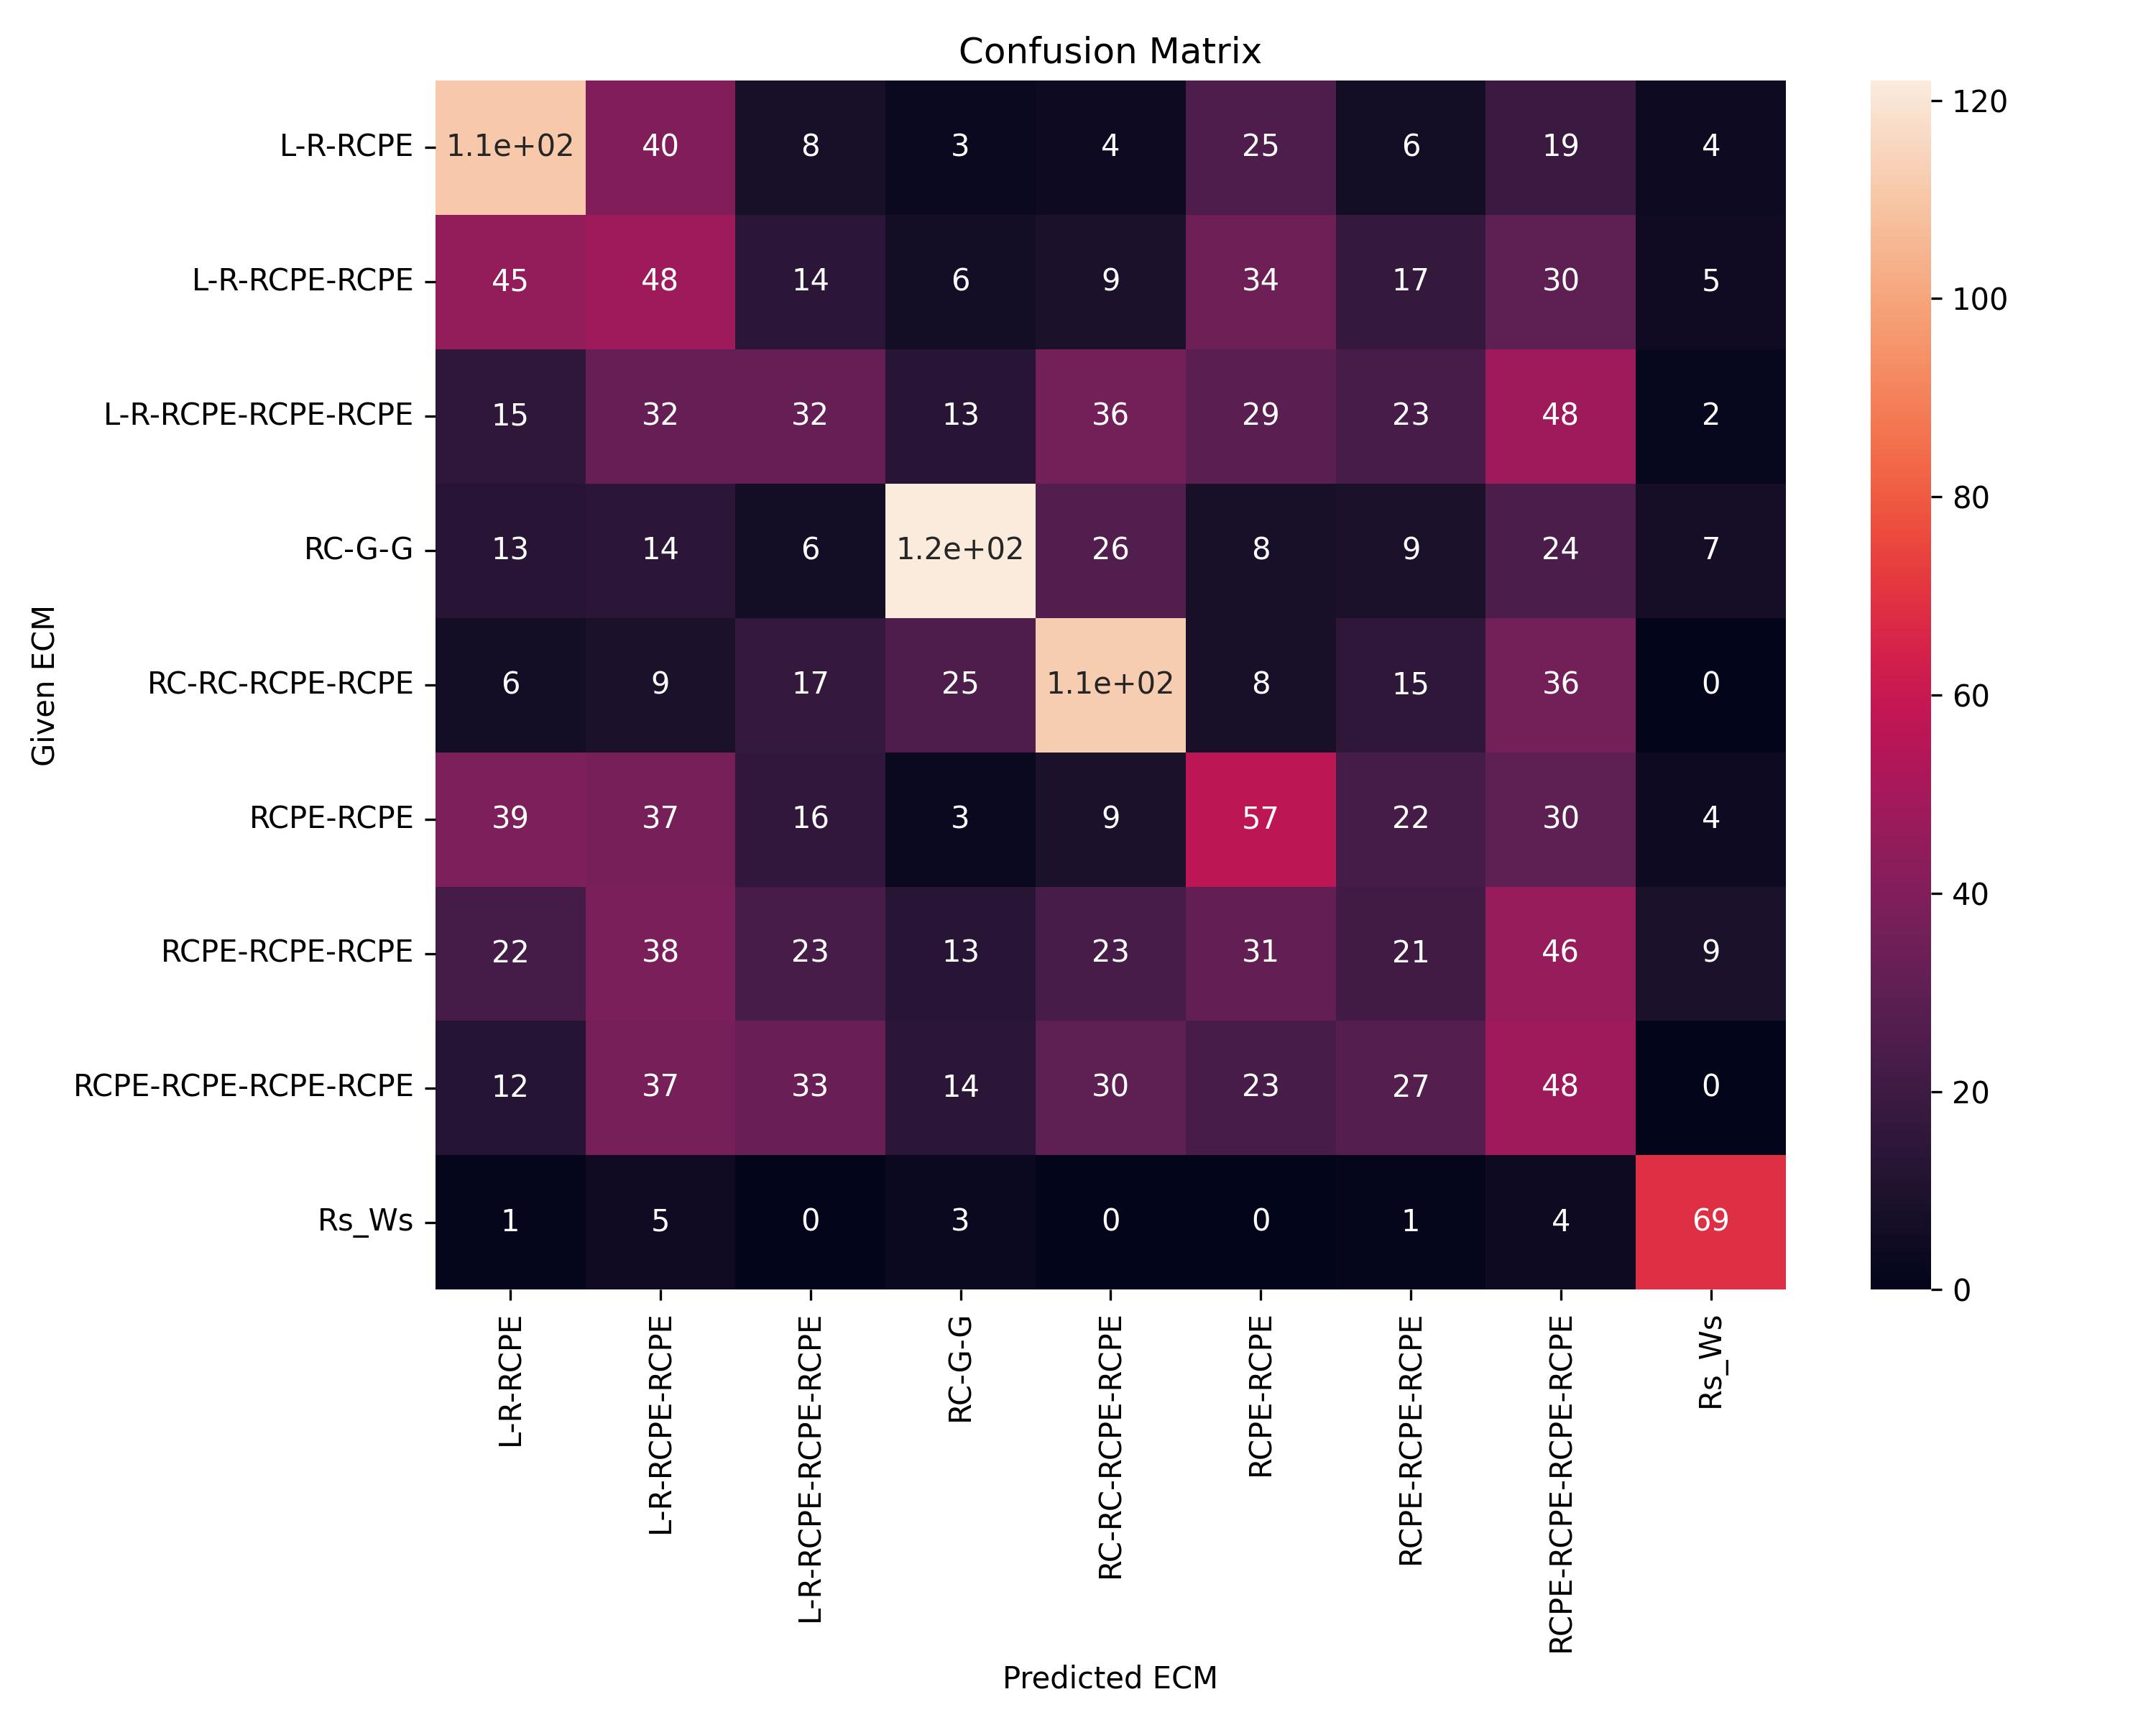 Confusion Matrix
L-R-RCPE 1.1e+02 40 8 3 4 25 6 19 4
L-R-RCPE-RCPE 45 48 14 6 9 34 17 30 5
L-R-RCPE-RCPE-RCPE 15 32 32 13 36 29 23 48 2
RC-G-G 13 14 6 1.2e+02 26 8 9 24 7
RC-RC-RCPE-RCPE 6 9 17 25 1.1e+02 8 15 36 0
RCPE-RCPE 39 37 16 3 9 57 22 30 4
RCPE-RCPE-RCPE 22 38 23 13 23 31 21 46 9
RCPE-RCPE-RCPE-RCPE 12 37 33 14 30 23 27 48 0
Rs_Ws 1 5 0 3 0 0 1 4 69
Given ECM
L-R-RCPE
L-R-RCPE-RCPE
L-R-RCPE-RCPE-RCPE
RC-G-G
RC-RC-RCPE-RCPE
RCPE-RCPE
RCPE-RCPE-RCPE
RCPE-RCPE-RCPE-RCPE
Rs_Ws
Predicted ECM
120
100
80
60
40
20
0